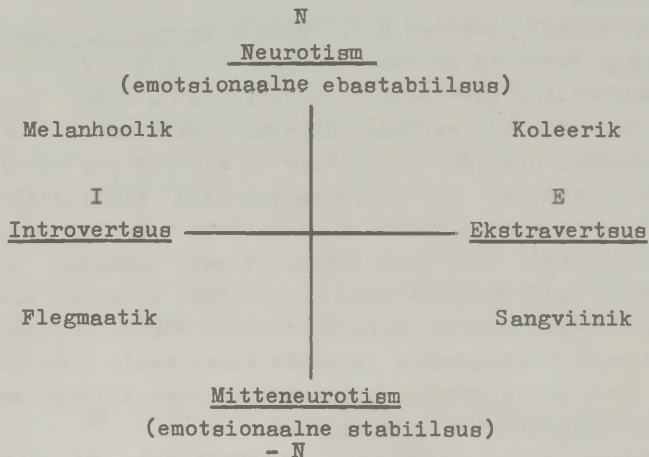 N
Neurotism
(emotsionaalne ebastabiilsus)
Melanhoolik Koleerik
I E
Introvertsus Ekstravertsus
Flegmaatik Sangviinik
Mitteneurotism
(emotsionaalne stabiilsus)
- N